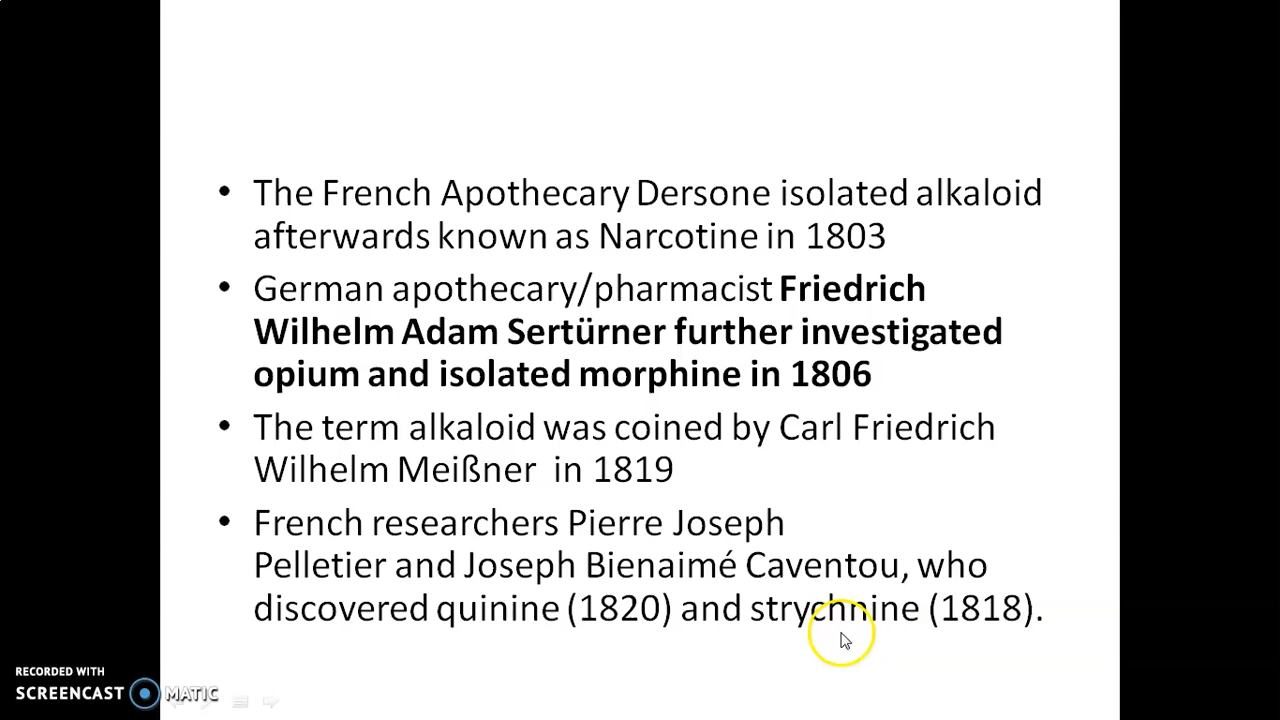 • The French Apothecary Dersone isolated alkaloid
afterwards known as Narcotine in 1803
• German apothecary/pharmacist Friedrich
Wilhelm Adam Sertürner further investigated
opium and isolated morphine in 1806
• The term alkaloid was coined by Carl Friedrich
Wilhelm Meißner in 1819
• French researchers Pierre Joseph
Pelletier and Joseph Bienaimé Caventou, who
discovered quinine (1820) and strychnine (1818).
RECORDED WITH
SCREENCAST MATIC